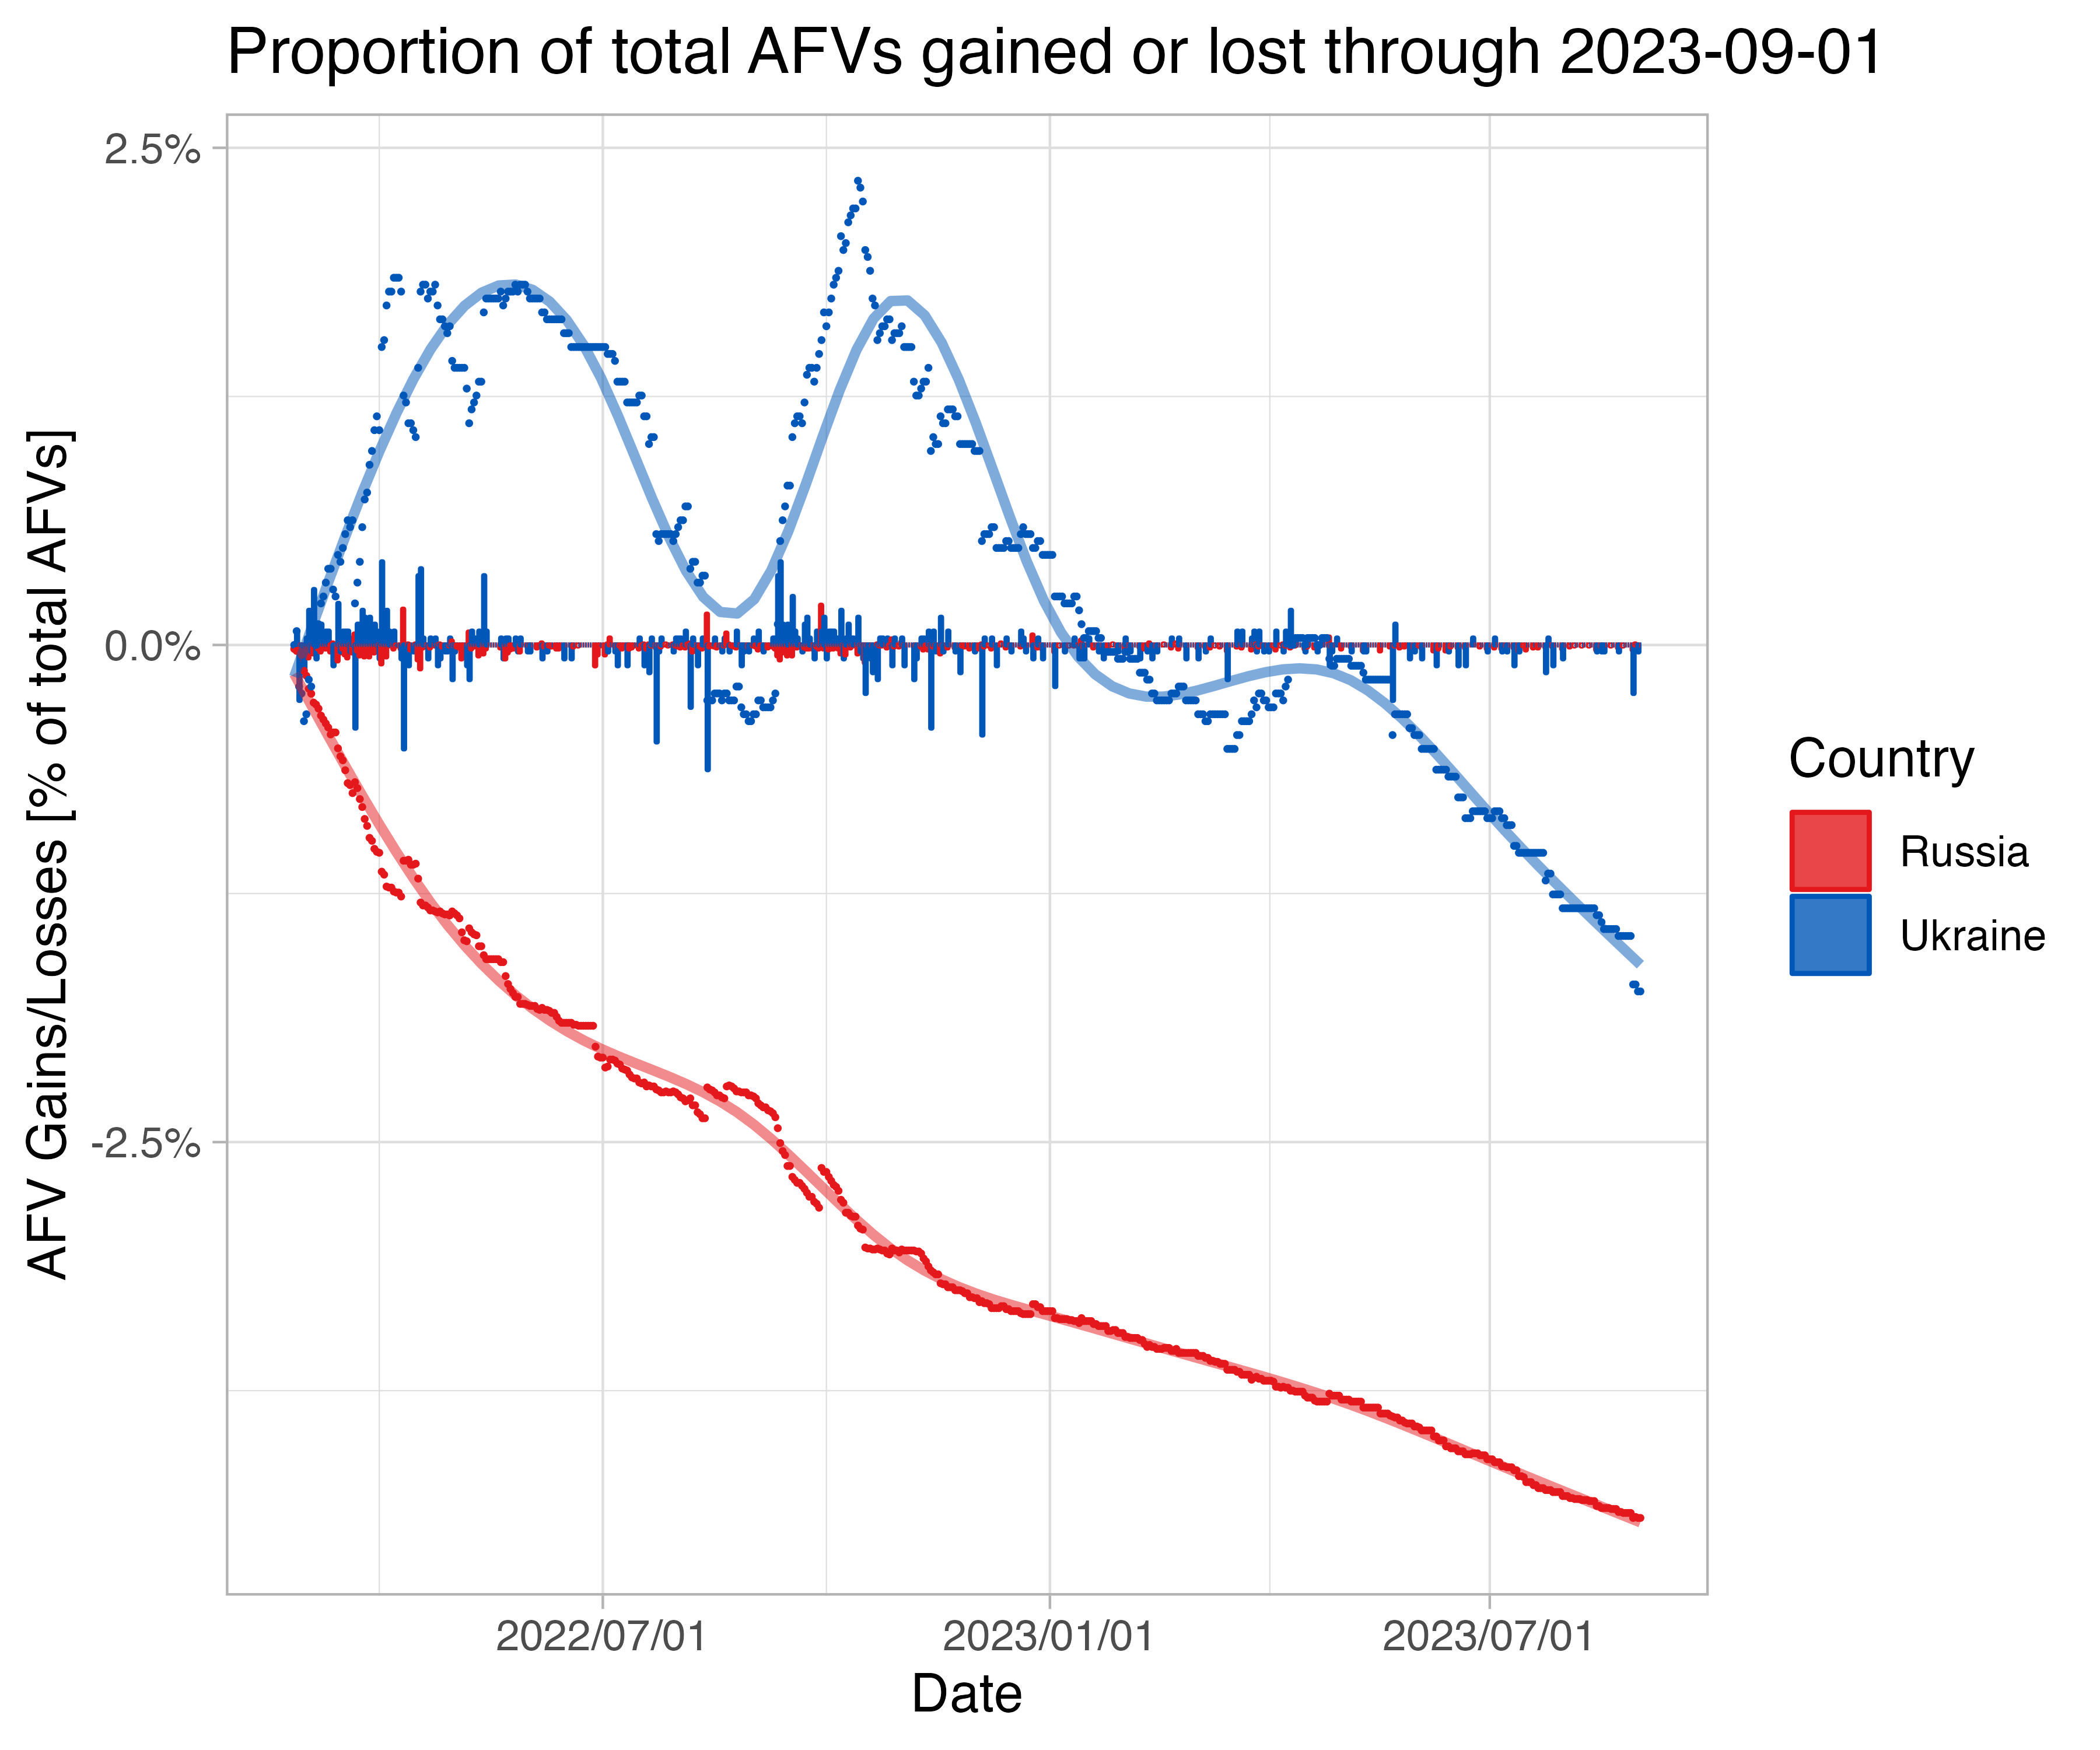 Proportion of total AFVs gained or lost through 2023-09-01
AFV Gains/Losses [% of total AFVs]
2.5%
0.0%
-2.5%
2022/07/01
2023/01/01
2023/07/01
Date
Country
Russia
Ukraine